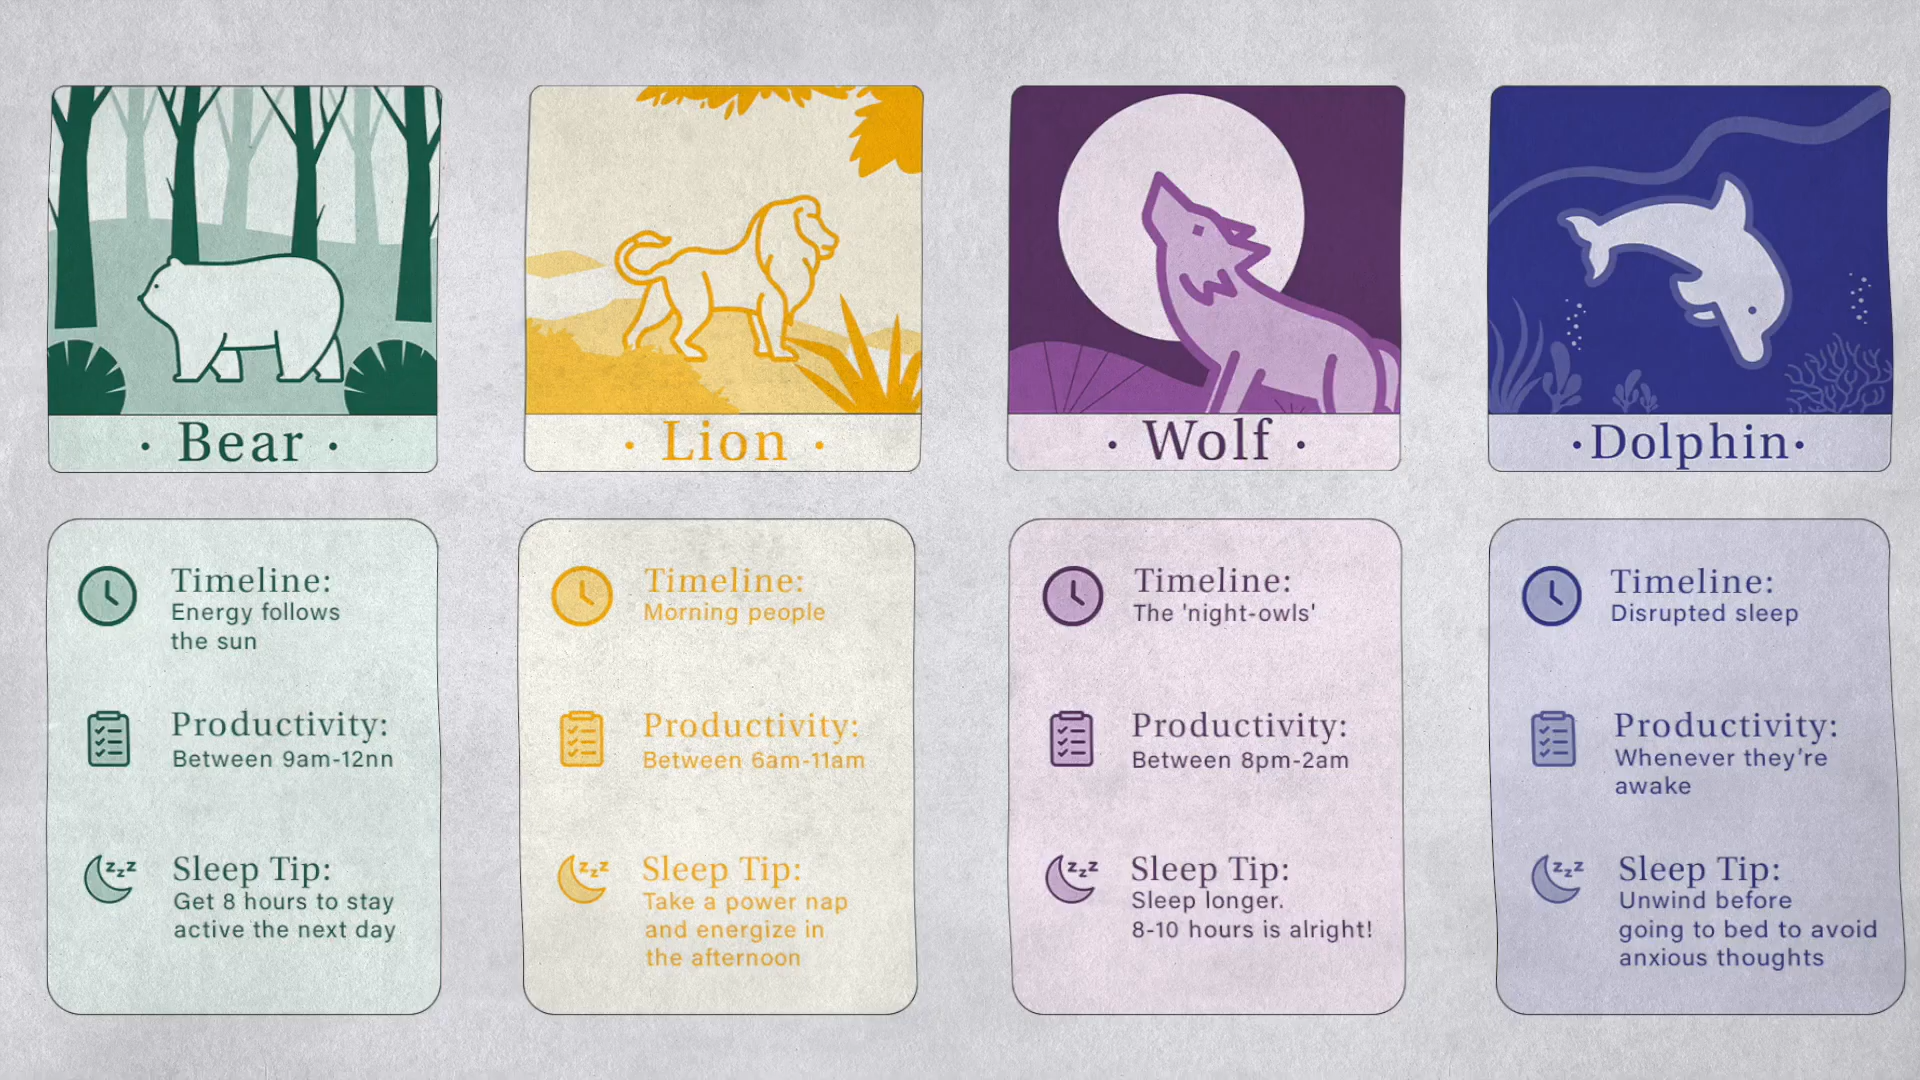 · Bear ·
Timeline:
Energy follows
the sun
Productivity:
Between 9am-12nn
zzz
Sleep Tip:
Get 8 hours to stay
active the next day
· Lion ·
Timeline:
Morning people
Productivity:
Between 6am-11am
zzz
Sleep Tip:
Take a power nap
and energize in
the afternoon
· Wolf ·
Timeline:
The 'night-owls'
Productivity:
Between 8pm-2am
zzz
Sleep Tip:
Sleep longer.
8-10 hours is alright!
·Dolphin·
Timeline:
Disrupted sleep
Productivity:
Whenever they're
awake
zzz
Sleep Tip:
Unwind before
going to bed to avoid
anxious thoughts